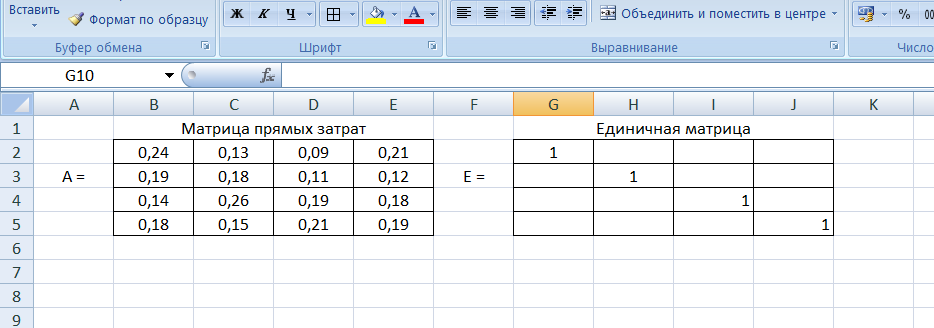 Вставить Формат по образцу Ж К Ч А Объединить и поместить в центре %
Буфер обмена Шрифт Выравнивание Число
G10 fx
A B C D E F G H I J K
1 Матрица прямых затрат Единичная матрица
2 0,24 0,13 0,09 0,21 1
3 A = 0,19 0,18 0,11 0,12 E = 1
4 0,14 0,26 0,19 0,18 1
5 0,18 0,15 0,21 0,19 1
6
7
8
9